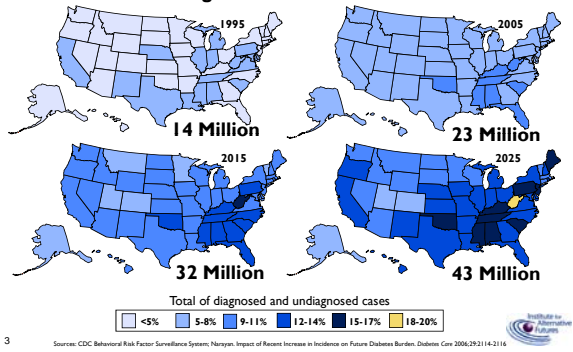 1995
14 Million
2005
23 Million
2015
32 Million
2025
43 Million
Total of diagnosed and undiagnosed cases
<5%
5-8%
9-11%
12-14%
15-17%
18-20%
Institute for
Alternative
Futures
3
Sources: CDC Behavioral Risk Factor Surveillance System; Narayan. Impact of Recent Increase in Incidence on Future Diabetes Burden. Diabetes Care 2006;29:2114-2116